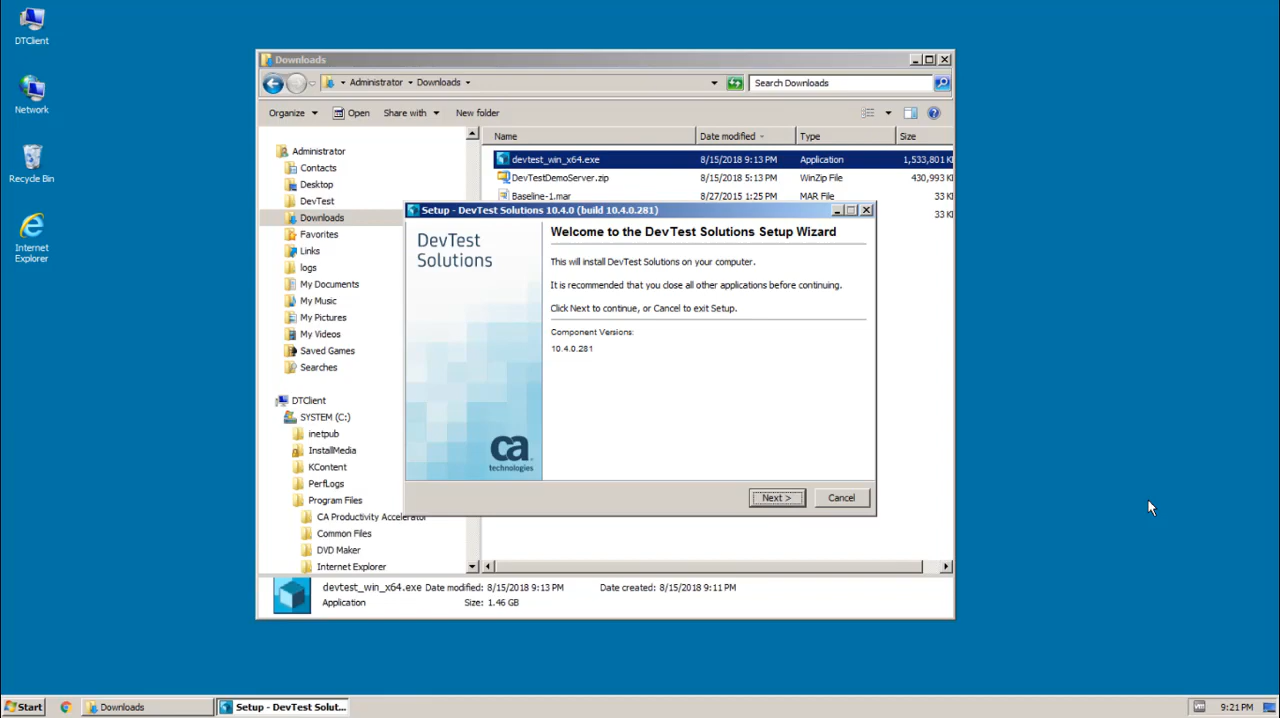 DTClient
Network
Recycle Bin
Internet
Explorer
Downloads
Administrator Downloads
Search Downloads
Organize Open Share with New folder
Name Date modified Type Size
devtest_win_x64.exe 8/15/2018 9:13 PM Application 1,533,801 K
DevTestDemoServer.zip 8/15/2018 5:13 PM WinZip File 430,993 K
Baseline-1.mar 8/27/2015 1:25 PM MAR File 33 K
33 K
Administrator
Contacts
Desktop
DevTest
Downloads
Favorites
Links
logs
My Documents
My Music
My Pictures
My Videos
Saved Games
Searches
DTClient
SYSTEM (C:)
inetpub
InstallMedia
KContent
PerfLogs
Program Files
CA Productivity Accelerator
Common Files
DVD Maker
Internet Explorer
Setup - DevTest Solutions 10.4.0 (build 10.4.0.281)
DevTest
Solutions
ca
technologies
Welcome to the DevTest Solutions Setup Wizard
This will install DevTest Solutions on your computer.
It is recommended that you close all other applications before continuing.
Click Next to continue, or Cancel to exit Setup.
Component Versions:
10.4.0.281
Next >
Cancel
devtest_win_x64.exe Date modified: 8/15/2018 9:13 PM Date created: 8/15/2018 9:11 PM
Application Size: 1.46 GB
Start
Downloads
Setup - DevTest Solut...
9:21 PM